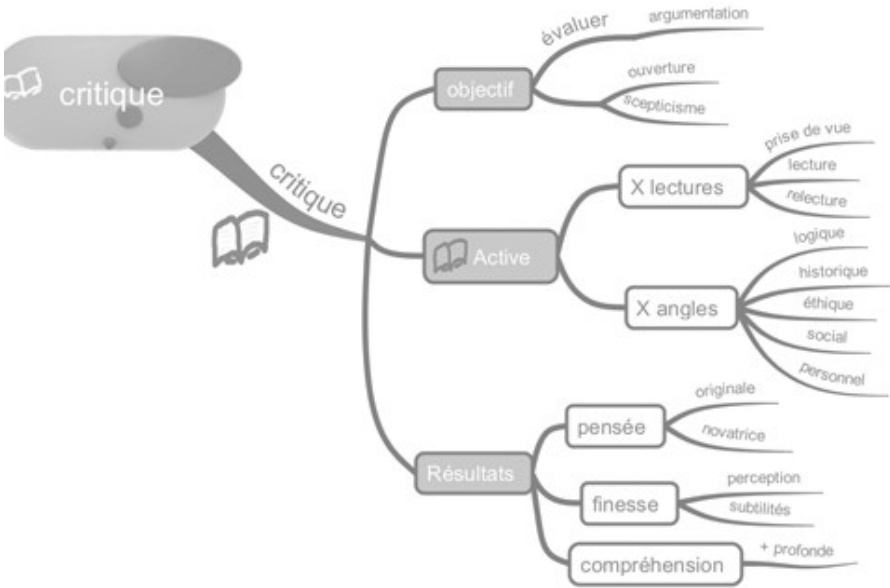 critique
critique
objectif
évaluer
argumentation
ouverture
scepticisme
Active
X lectures
prise de vue
lecture
relecture
X angles
logique
historique
éthique
social
personnel
Résultats
pensée
originale
novatrice
finesse
perception
subtilités
compréhension
+ profonde